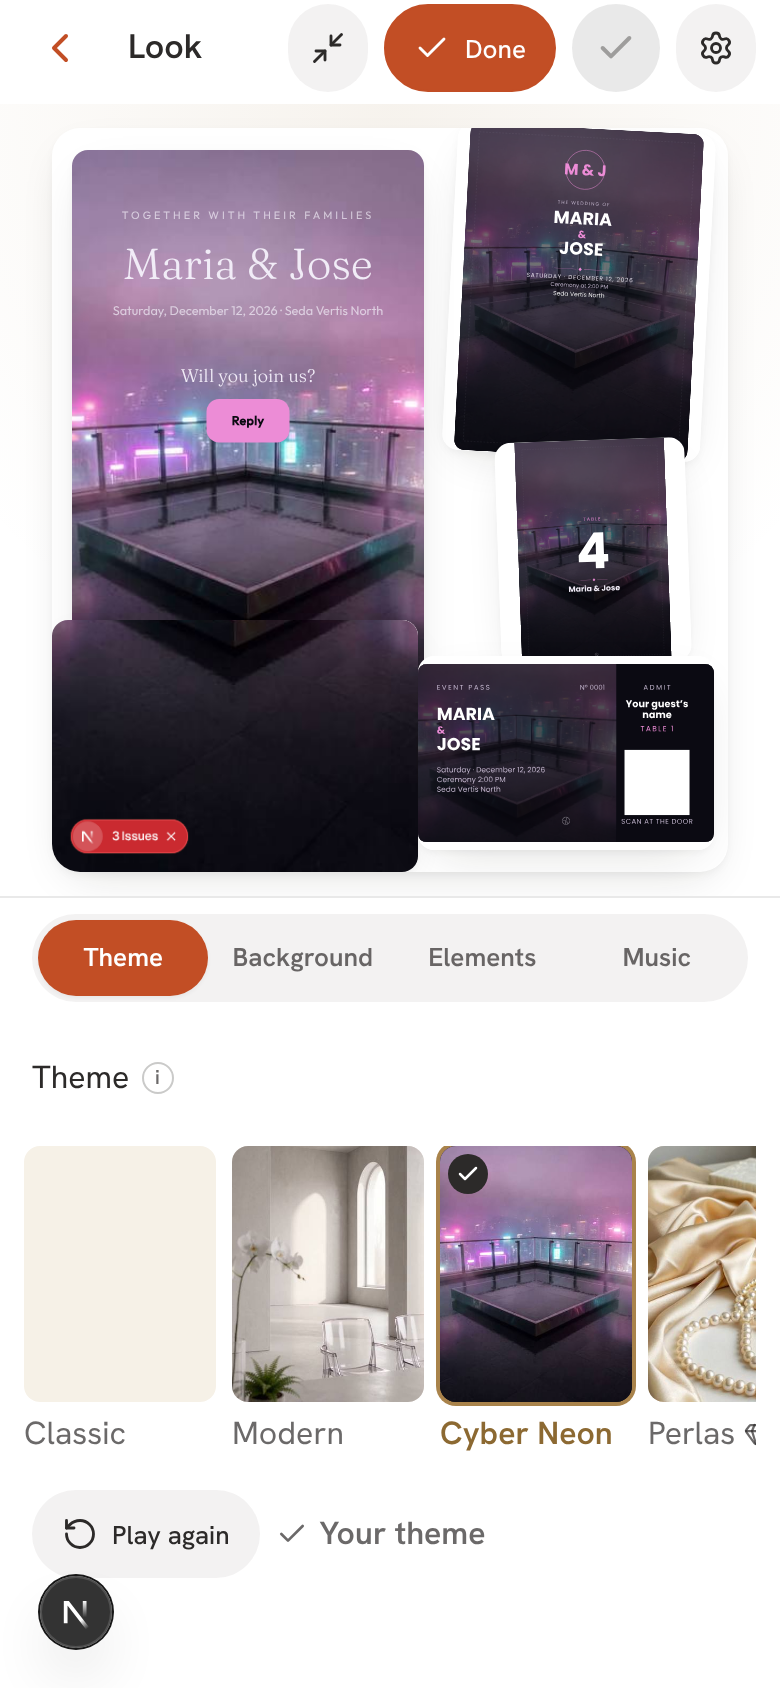 Look
Done
TOGETHER WITH THEIR FAMILIES
Maria & Jose
Saturday, December 12, 2026 · Seda Vertis North
Will you join us?
Reply
M & J
THE WEDDING OF
MARIA
&
JOSE
SATURDAY · DECEMBER 12, 2026
Ceremony at 2:00 PM
Seda Vertis North
TABLE
4
Maria & Jose
EVENT PASS
Nº 0001
MARIA
&
JOSE
Saturday · December 12, 2026
Ceremony 2:00 PM
Seda Vertis North
ADMIT
Your guest's
name
TABLE 1
SCAN AT THE DOOR
N 3 Issues
Theme Background Elements Music
Theme i
Classic Modern Cyber Neon Perlas
Play again Your theme
N